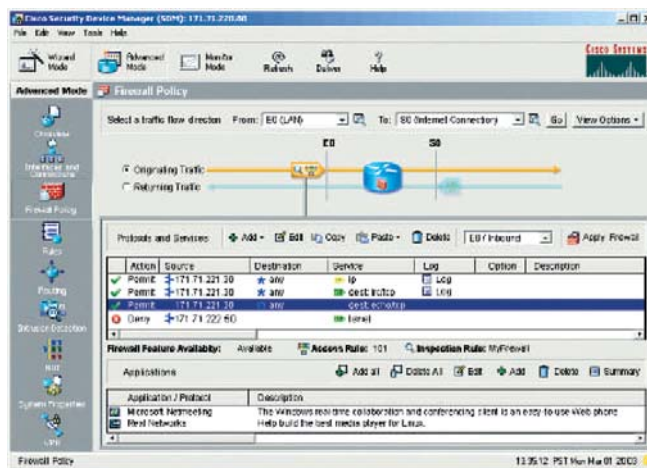 Cisco Security Device Manager (SDM): 171.71.220.68
File Edit View Tools Help
Wizard Mode
Advanced Mode
Monitor Mode
Refresh
Deliver
Help
CISCO SYSTEMS
Advanced Mode
Firewall Policy
Select a traffic flow direction From: E0 (LAN) To: S0 (Internet Connection) Go View Options
Overview
Interfaces and Connections
Firewall Policy
Rules
Routing
Intrusion Detection
NAT
System Properties
VPN
E0 S0
Originating Traffic
Returning Traffic
Protocols and Services: Add Edit Copy Paste Delete E0 / Inbound Apply Firewall
Action Source Destination Service Log Option Description
Permit 171.71.221.30 any ip Log
Permit 171.71.221.30 any dest: irc/tcp Log
Permit 171.71.221.30 any dest: echo/tcp
Deny 171.71.222.60 telnet
Firewall Feature Availability: Available Access Rule: 101 Inspection Rule: MyFirewall
Applications Add all Delete All Edit Add Delete Summary
Application / Protocol Description
Microsoft Netmeeting The Windows real-time collaboration and conferencing client is an easy to use Web phone
Real Networks Help build the best media player for Linux.
Firewall Policy 13:35:12 PST Mon Mar 01 2003